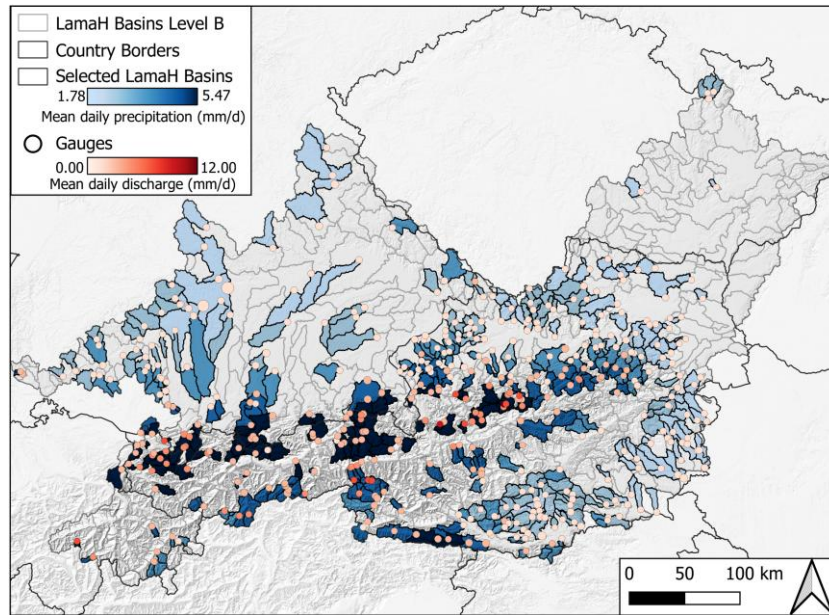 LamaH Basins Level B
Country Borders
Selected LamaH Basins
1.78 5.47
Mean daily precipitation (mm/d)
Gauges
0.00 12.00
Mean daily discharge (mm/d)
0 50 100 km